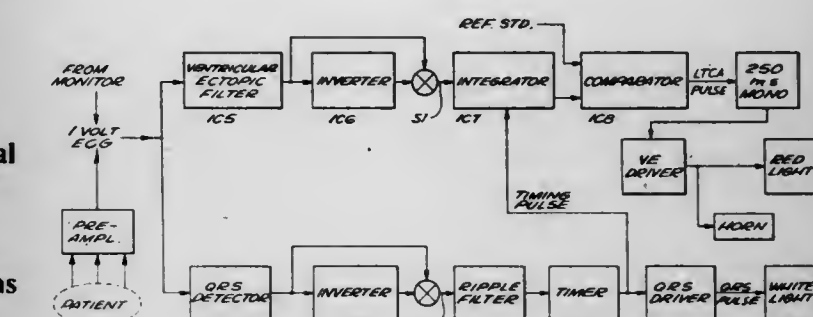 REF. STD.
FROM
MONITOR
VENTRICULAR
ECTOPIC
FILTER
INVERTER
INTEGRATOR
COMPARATOR
LTCA
PULSE
250
m s
MONO
1 VOLT
ECG
IC5
IC6
S1
IC7
IC8
al
VE
DRIVER
RED
LIGHT
TIMING
PULSE
HORN
PRE-
AMPL.
ns
PATIENT
QRS
DETECTOR
INVERTER
RIPPLE
FILTER
TIMER
QRS
DRIVER
QRS
PULSE
WHITE
LIGHT